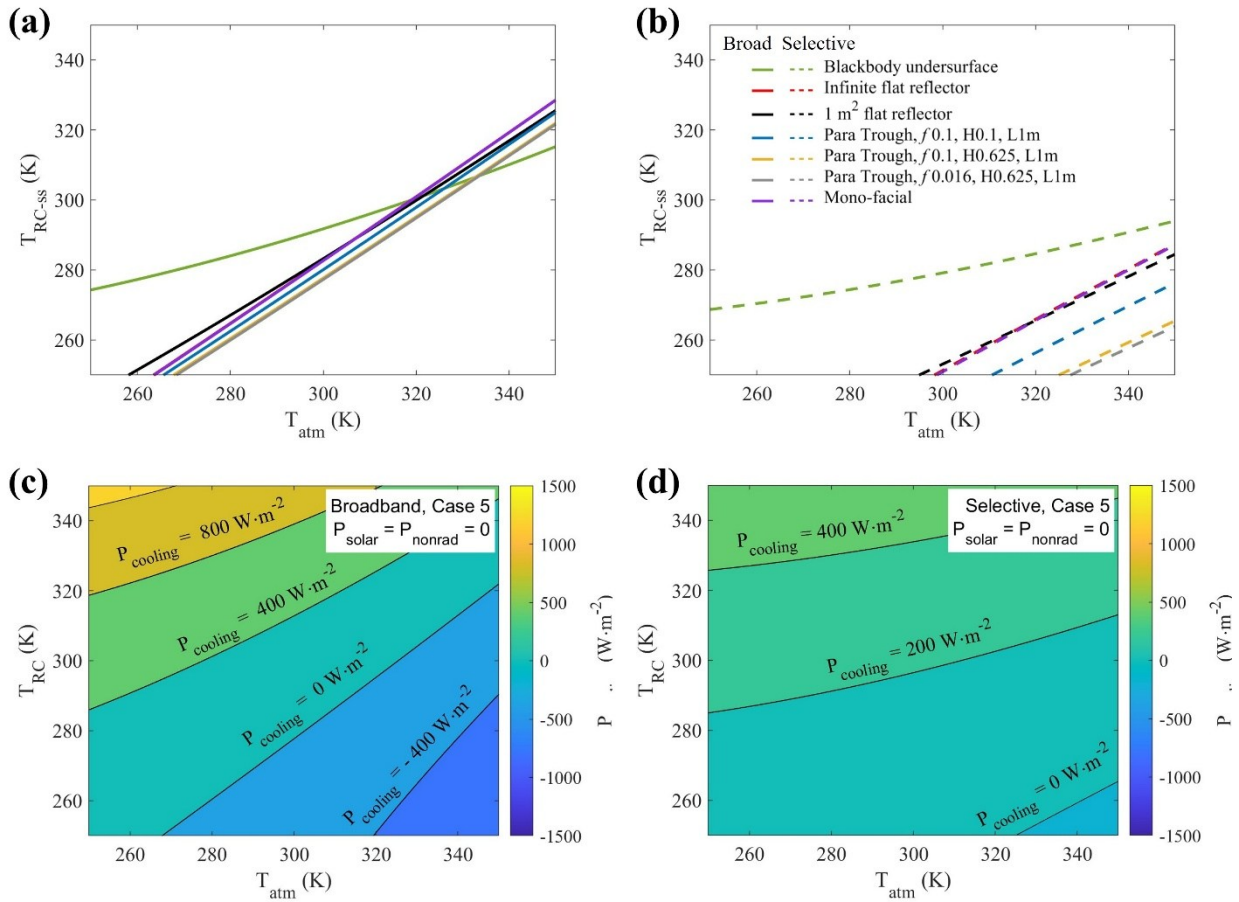 (a)
350
340
320
300
280
260
T_RC-ss (K)
260
280
300
320
340
T_atm (K)
(b)
Broad Selective
Blackbody undersurface
Infinite flat reflector
1 m² flat reflector
Para Trough, f 0.1, H0.1, L1m
Para Trough, f 0.1, H0.625, L1m
Para Trough, f 0.016, H0.625, L1m
Mono-facial
340
320
300
280
260
T_RC-ss (K)
260
280
300
320
340
T_atm (K)
(c)
Broadband, Case 5
P_solar = P_nonrad = 0
P_cooling = 800 W·m⁻²
P_cooling = 400 W·m⁻²
P_cooling = 0 W·m⁻²
P_cooling = - 400 W·m⁻²
340
320
300
280
260
T_RC (K)
260
280
300
320
340
T_atm (K)
1500
1000
500
0
-500
-1000
-1500
(W·m⁻²)
(d)
Selective, Case 5
P_solar = P_nonrad = 0
P_cooling = 400 W·m⁻²
P_cooling = 200 W·m⁻²
P_cooling = 0 W·m⁻²
340
320
300
280
260
T_RC (K)
260
280
300
320
340
T_atm (K)
1500
1000
500
0
-500
-1000
-1500
(W·m⁻²)